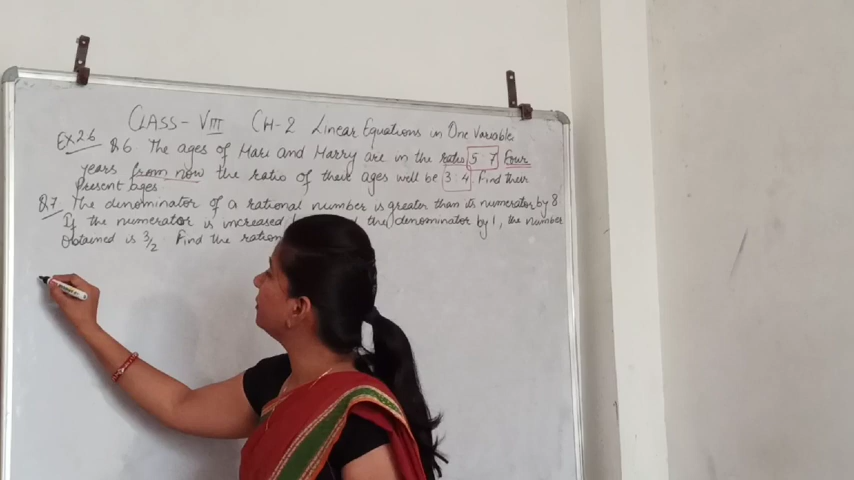 CLASS - VIII CH-2 Linear Equations in One Variable
Ex 2.6 Q6. The ages of Hari and Harry are in the ratio 5:7 Four
years from now the ratio of their ages will be 3:4 Find their
Present ages.
Q7 The denominator of a rational number is greater than its numerator by 8
If the numerator is increased the denominator by 1, the number
Obtained is 3/2 Find the